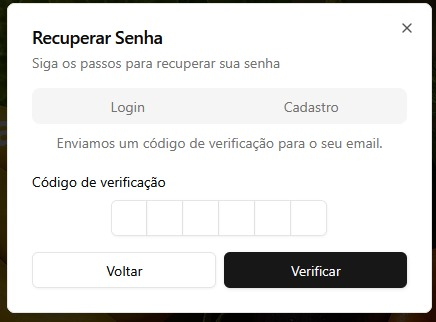 Recuperar Senha
Siga os passos para recuperar sua senha
Login
Cadastro
Enviamos um código de verificação para o seu email.
Código de verificação
Voltar
Verificar